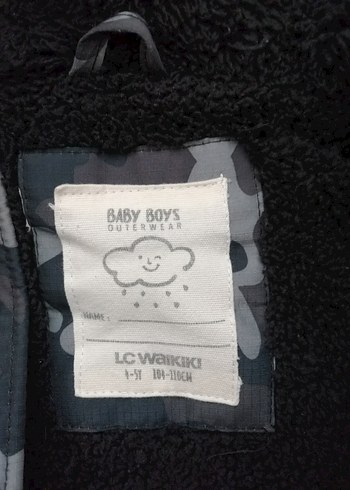 BABY BOYS
OUTERWEAR
NAME:
LC WAIKIKI
4-5Y 104-110CM